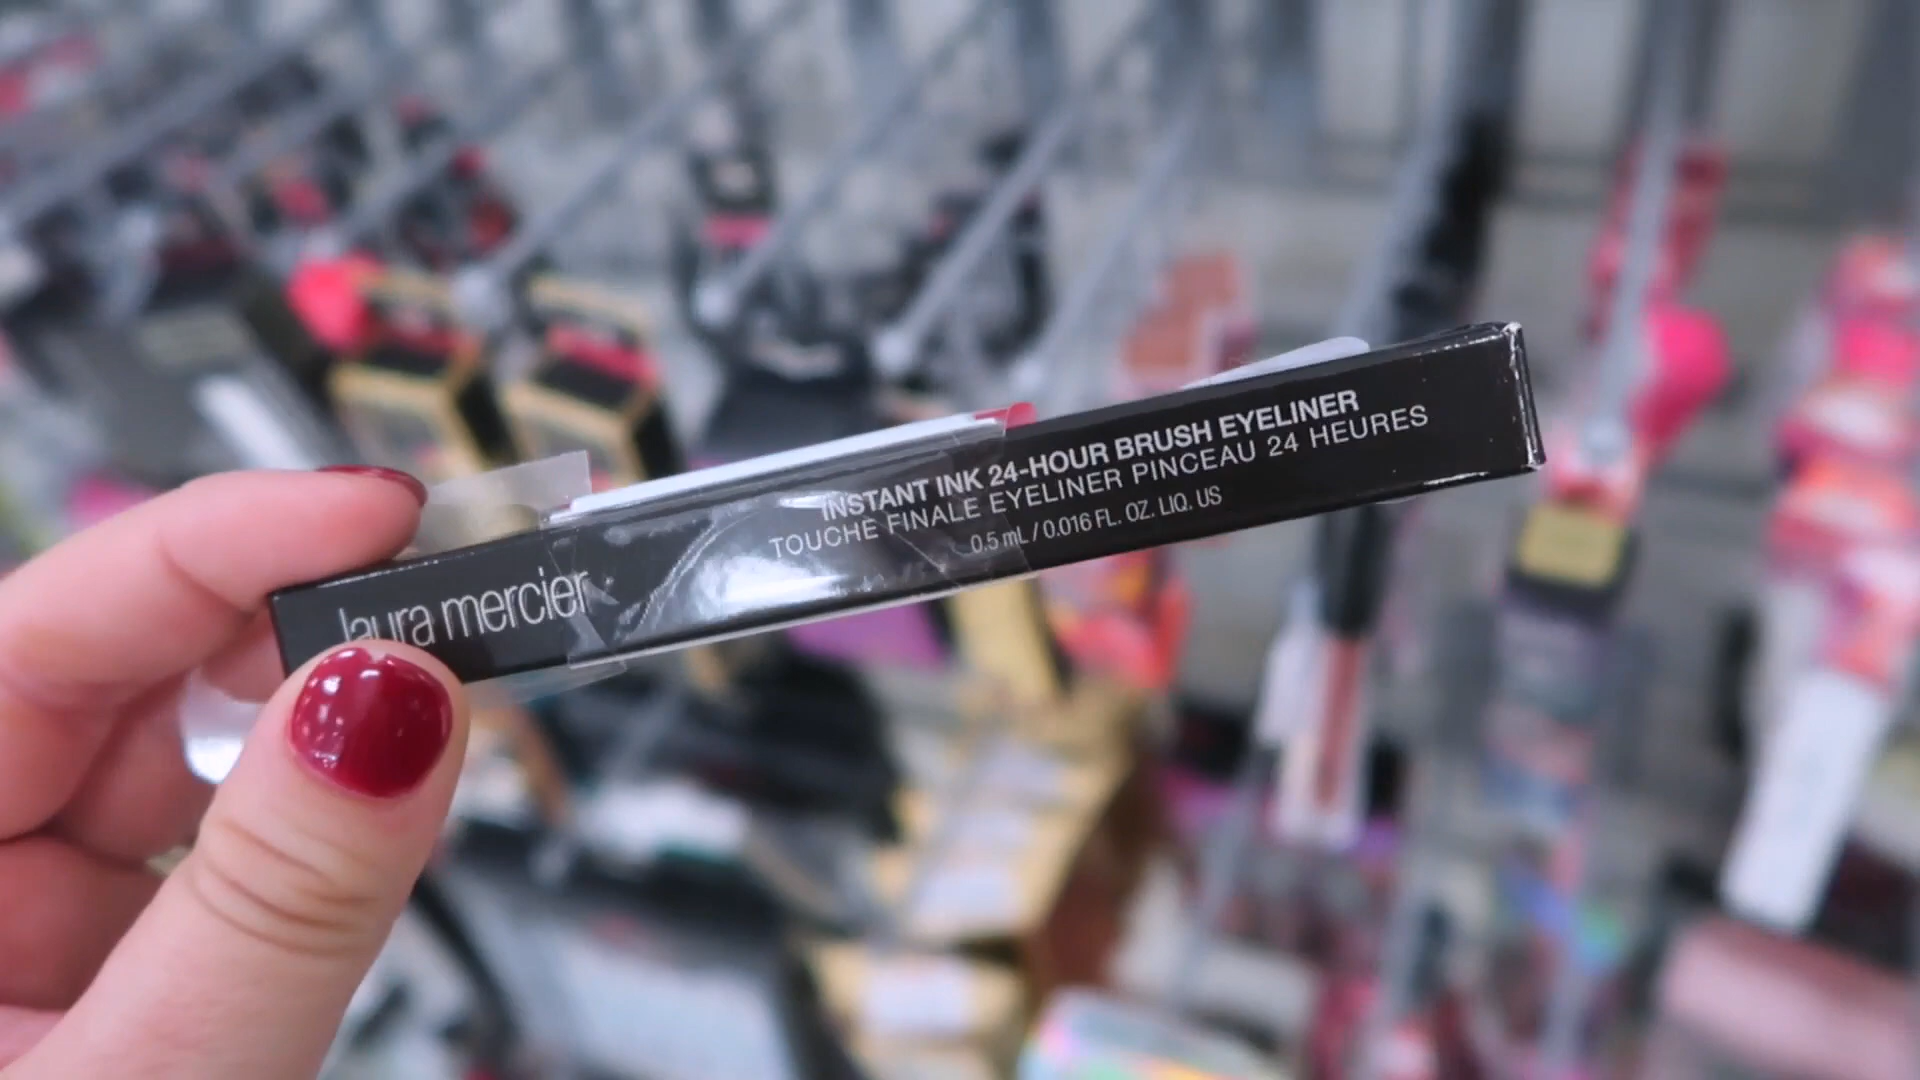 laura mercier
INSTANT INK 24-HOUR BRUSH EYELINER
TOUCHE FINALE EYELINER PINCEAU 24 HEURES
0.5 mL / 0.016 FL. OZ. LIQ. US